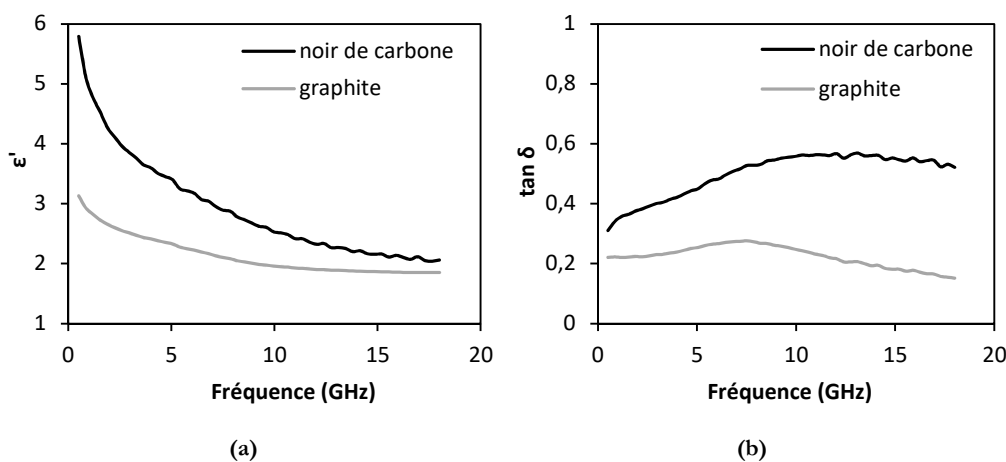 6
5
4
3
2
1
0 5 10 15 20
ε'
Fréquence (GHz)
noir de carbone
graphite
(a)
1
0,8
0,6
0,4
0,2
0
0 5 10 15 20
tan δ
Fréquence (GHz)
noir de carbone
graphite
(b)